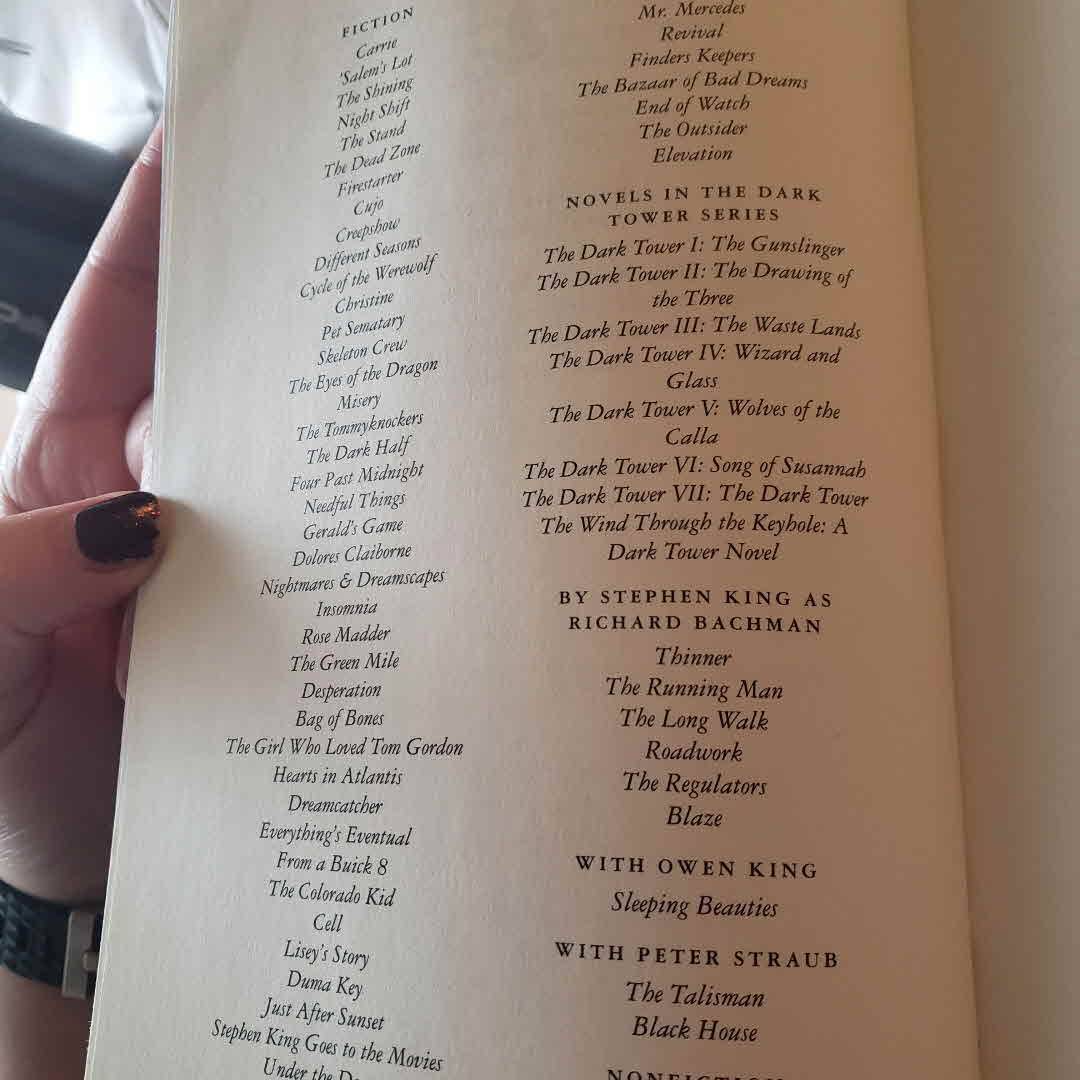 FICTION
Carrie
'Salem's Lot
The Shining
Night Shift
The Stand
The Dead Zone
Firestarter
Cujo
Creepshow
Different Seasons
Cycle of the Werewolf
Christine
Pet Sematary
Skeleton Crew
The Eyes of the Dragon
Misery
The Tommyknockers
The Dark Half
Four Past Midnight
Needful Things
Gerald's Game
Dolores Claiborne
Nightmares & Dreamscapes
Insomnia
Rose Madder
The Green Mile
Desperation
Bag of Bones
The Girl Who Loved Tom Gordon
Hearts in Atlantis
Dreamcatcher
Everything's Eventual
From a Buick 8
The Colorado Kid
Cell
Lisey's Story
Duma Key
Just After Sunset
Stephen King Goes to the Movies
Under the
Mr. Mercedes
Revival
Finders Keepers
The Bazaar of Bad Dreams
End of Watch
The Outsider
Elevation
NOVELS IN THE DARK
TOWER SERIES
The Dark Tower I: The Gunslinger
The Dark Tower II: The Drawing of
the Three
The Dark Tower III: The Waste Lands
The Dark Tower IV: Wizard and
Glass
The Dark Tower V: Wolves of the
Calla
The Dark Tower VI: Song of Susannah
The Dark Tower VII: The Dark Tower
The Wind Through the Keyhole: A
Dark Tower Novel
BY STEPHEN KING AS
RICHARD BACHMAN
Thinner
The Running Man
The Long Walk
Roadwork
The Regulators
Blaze
WITH OWEN KING
Sleeping Beauties
WITH PETER STRAUB
The Talisman
Black House
NONFICTION